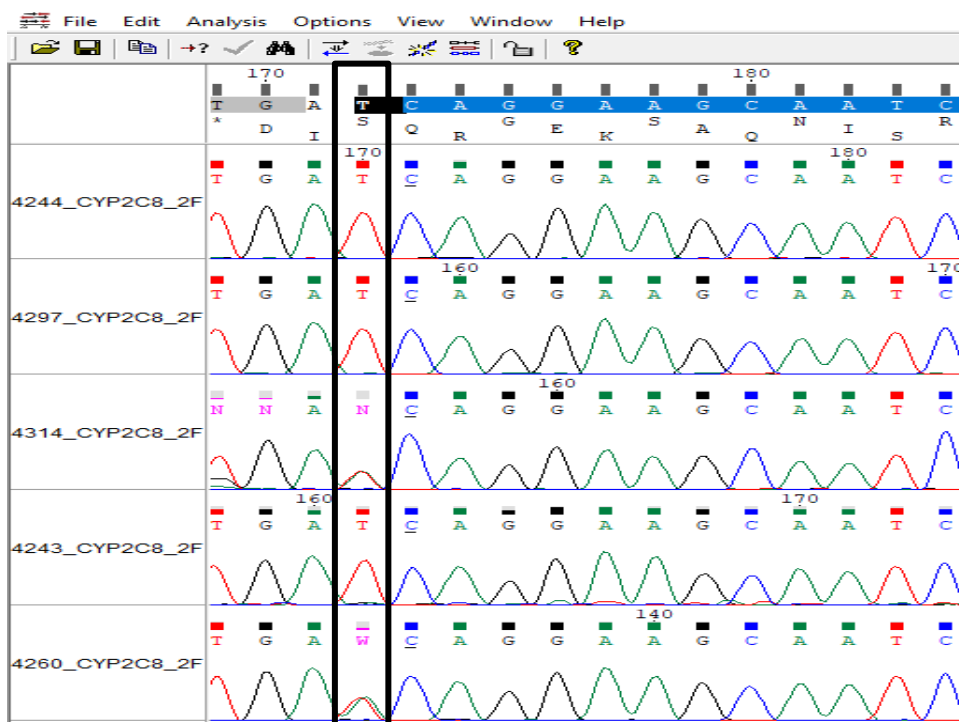 File Edit Analysis Options View Window Help
170 180
T G A T C A G G A A G C A A T C
* D I S Q R G E K S A Q N I S R
170 180
4244_CYP2C8_2F
T G A T C A G G A A G C A A T C
160 170
4297_CYP2C8_2F
T G A T C A G G A A G C A A T C
160
4314_CYP2C8_2F
N N A N C A G G A A G C A A T C
160 170
4243_CYP2C8_2F
T G A T C A G G A A G C A A T C
140
4260_CYP2C8_2F
T G A W C A G G A A G C A A T C